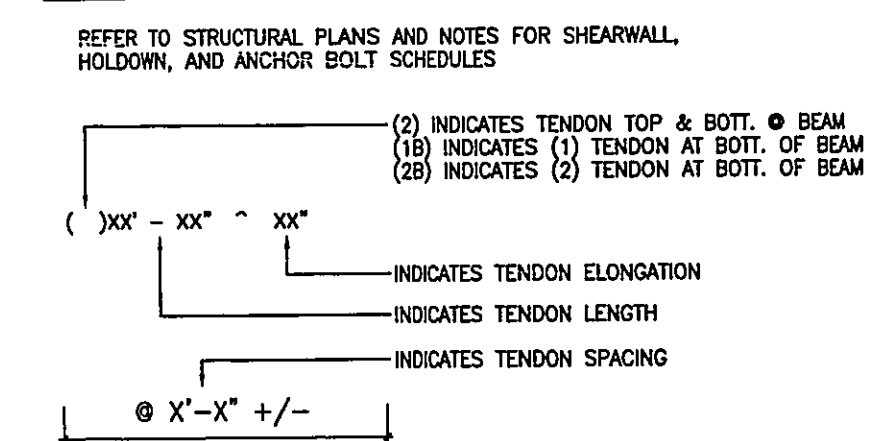 REFER TO STRUCTURAL PLANS AND NOTES FOR SHEARWALL,
HOLDOWN, AND ANCHOR BOLT SCHEDULES
(2) INDICATES TENDON TOP & BOTT. @ BEAM
(1B) INDICATES (1) TENDON AT BOTT. OF BEAM
(2B) INDICATES (2) TENDON AT BOTT. OF BEAM
( )XX' - XX" ^ XX"
INDICATES TENDON ELONGATION
INDICATES TENDON LENGTH
INDICATES TENDON SPACING
@ X'-X" +/-